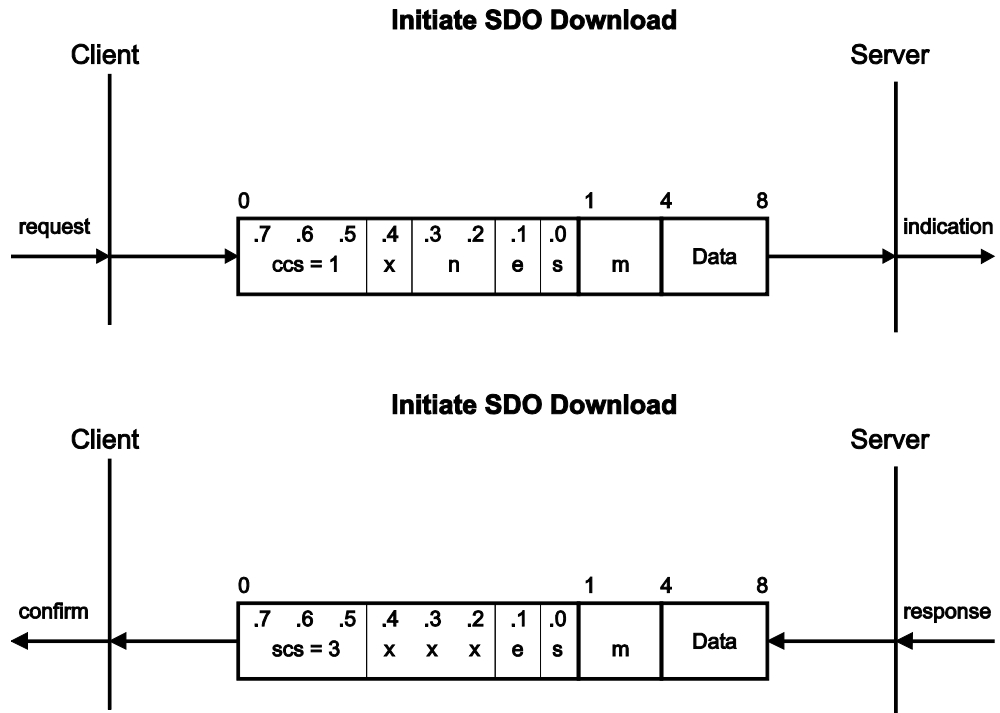 Initiate SDO Download
Client Server
0 1 4 8
request .7 .6 .5 .4 .3 .2 .1 .0 indication
ccs = 1 x n e s m Data
Initiate SDO Download
Client Server
0 1 4 8
confirm .7 .6 .5 .4 .3 .2 .1 .0 response
scs = 3 x x x e s m Data